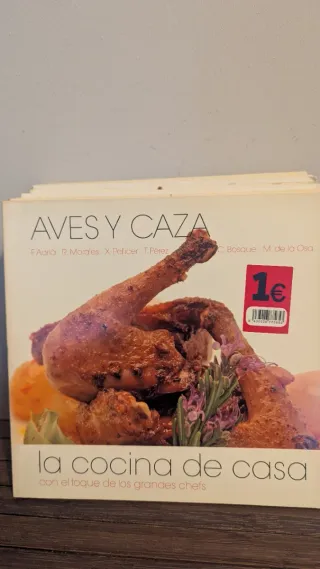 AVES Y CAZA
F. Adrià · R. Morales · X. Pellicer · T. Pérez C. Bosque · M. de la Osa
1€
la cocina de casa
con el toque de los grandes chefs